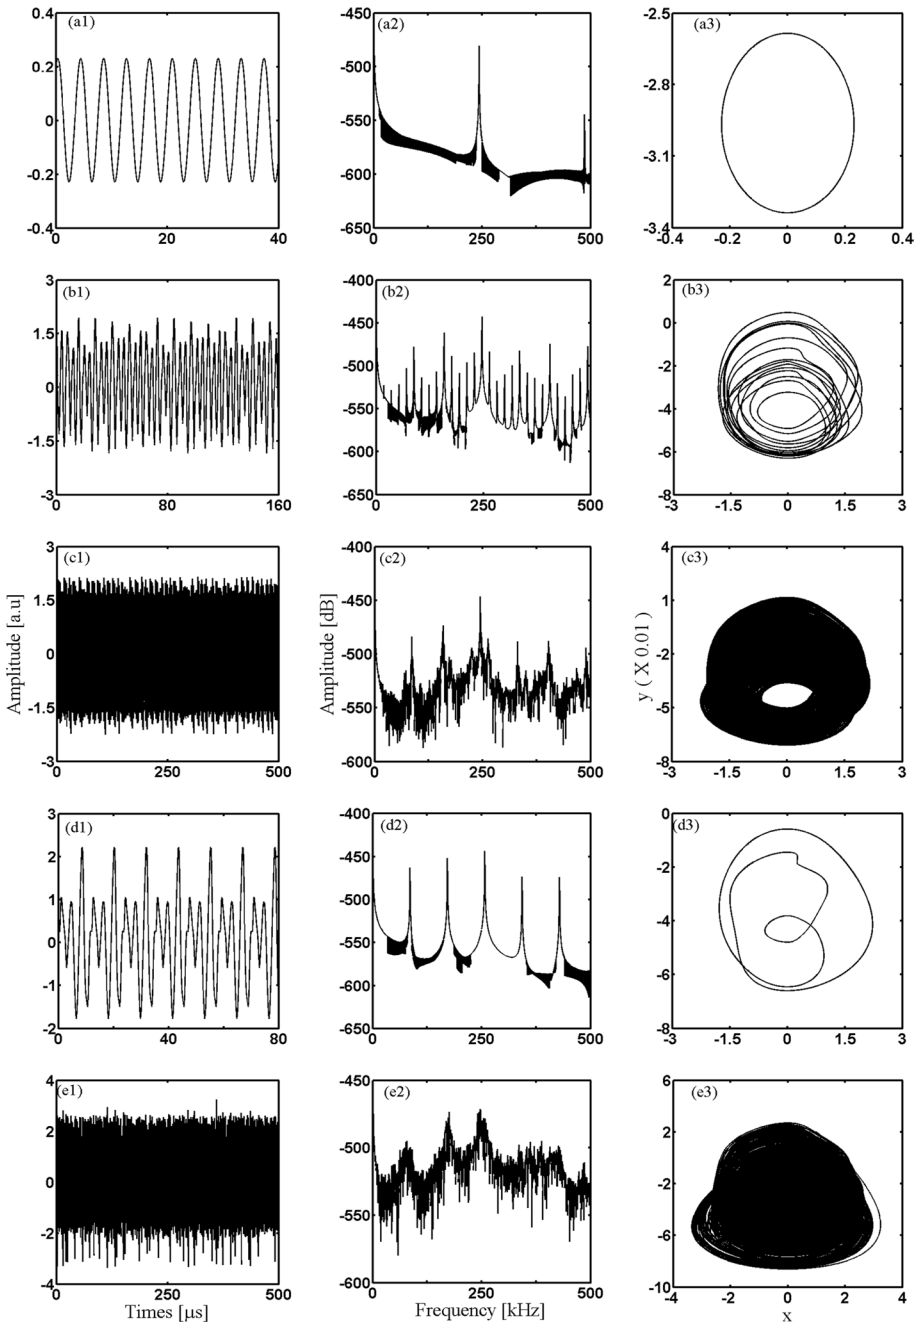 (a1) (a2) (a3)
0.4 0.2 0 -0.2 -0.4
0 20 40
-450 -500 -550 -600 -650
0 250 500
-2.5 -2.8 -3.1 -3.4
-0.4 -0.2 0 0.2 0.4
(b1) (b2) (b3)
3 1.5 0 -1.5 -3
0 80 160
-400 -450 -500 -550 -600 -650
0 250 500
2 0 -2 -4 -6 -8
-3 -1.5 0 1.5 3
(c1) (c2) (c3)
Amplitude [a.u]
3 1.5 0 -1.5 -3
0 250 500
Amplitude [dB]
-400 -450 -500 -550 -600
0 250 500
y ( X 0.01 )
4 1 -2 -5 -8
-3 -1.5 0 1.5 3
(d1) (d2) (d3)
3 2 1 0 -1 -2
0 40 80
-400 -450 -500 -550 -600 -650
0 250 500
0 -2 -4 -6 -8
-3 -1.5 0 1.5 3
(e1) (e2) (e3)
4 2 0 -2 -4
0 250 500
-450 -500 -550 -600
0 250 500
6 2 -2 -6 -10
-4 -2 0 2 4
Times [μs] Frequency [kHz] x